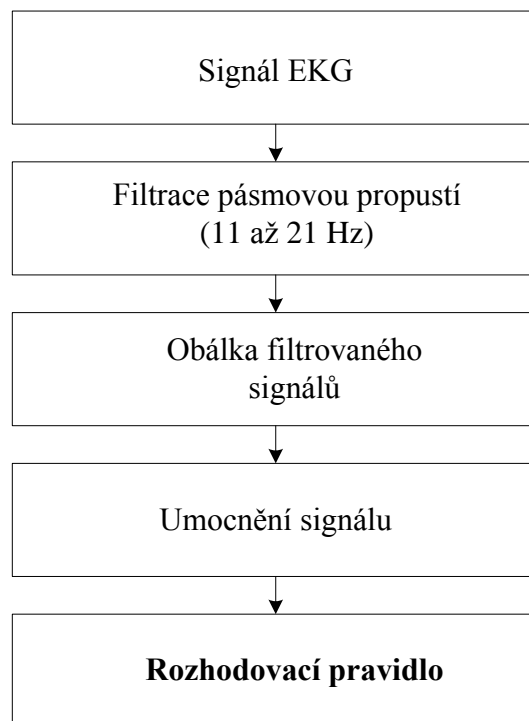 Signál EKG
Filtrace pásmovou propustí
(11 až 21 Hz)
Obálka filtrovaného
signálů
Umocnění signálu
Rozhodovací pravidlo